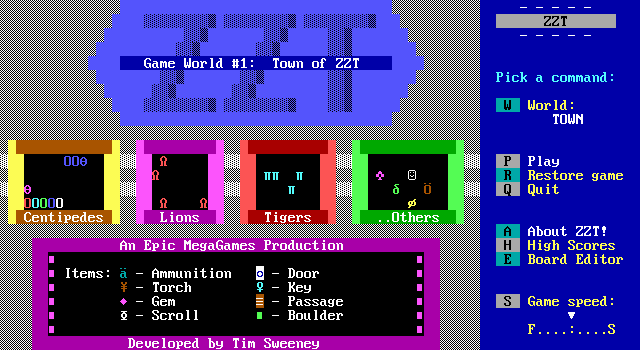 ZZT
Game World #1: Town of ZZT
Centipedes
Lions
Tigers
..Others
An Epic MegaGames Production
Items: ä - Ammunition
¥ - Torch
♦ - Gem
- Scroll
- Door
♀ - Key
≡ - Passage
■ - Boulder
Developed by Tim Sweeney
- - - - -
ZZT
- - - - -
Pick a command:
W World:
TOWN
P Play
R Restore game
Q Quit
A About ZZT!
H High Scores
E Board Editor
S Game speed:
▼
F....:....S